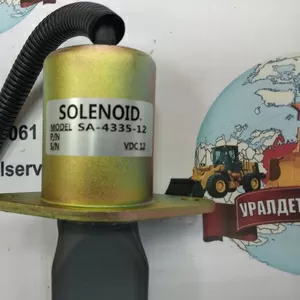 SOLENOID.
MODEL SA-4335-12
P/N
S/N VDC 12
061
lserv
УРАЛДЕТ